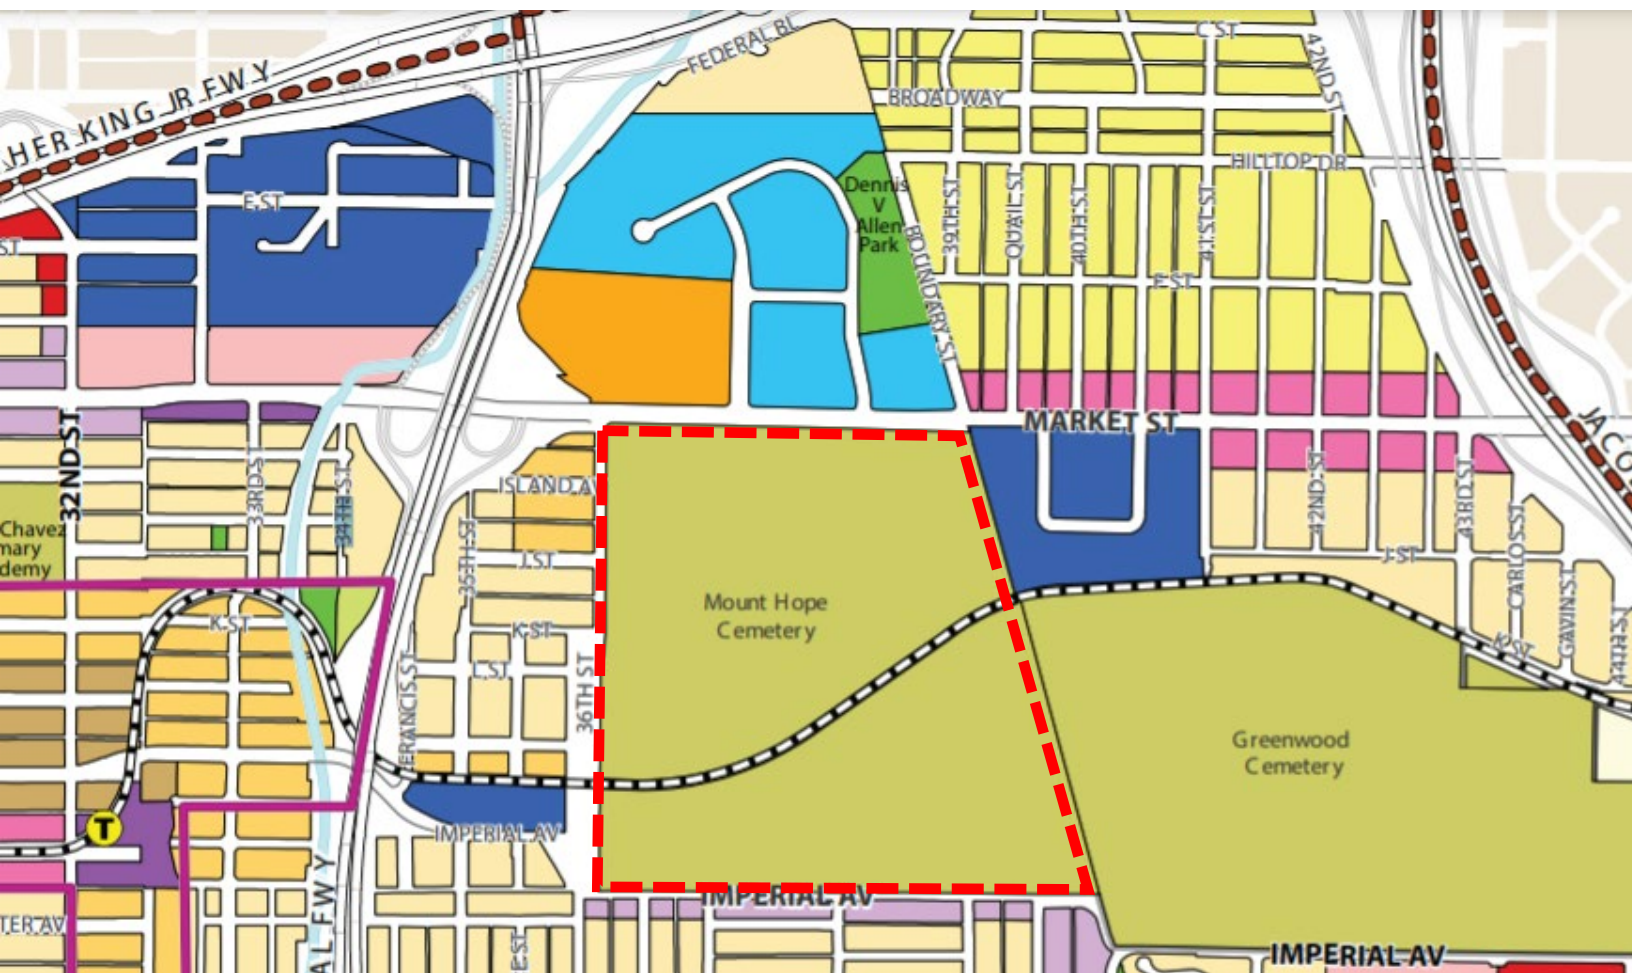 C ST
42ND ST
FEDERAL BL
HER KING JR FWY
BROADWAY
HILLTOP DR
E ST
Dennis
V
Allen
Park
39TH ST
QUAIL ST
40TH ST
41ST ST
BOUNDARY ST
ST
F ST
JACO
MARKET ST
32ND ST
33RD ST
34TH ST
ISLAND AV
42ND ST
43RD ST
CARLOS ST
Chavez
mary
demy
35TH ST
J ST
J ST
GAVIN ST
44TH ST
K ST
K ST
K ST
Mount Hope
Cemetery
L ST
FRANCIS ST
36TH ST
Greenwood
Cemetery
T
IMPERIAL AV
IMPERIAL AV
TER AV
AL FWY
IMPERIAL AV